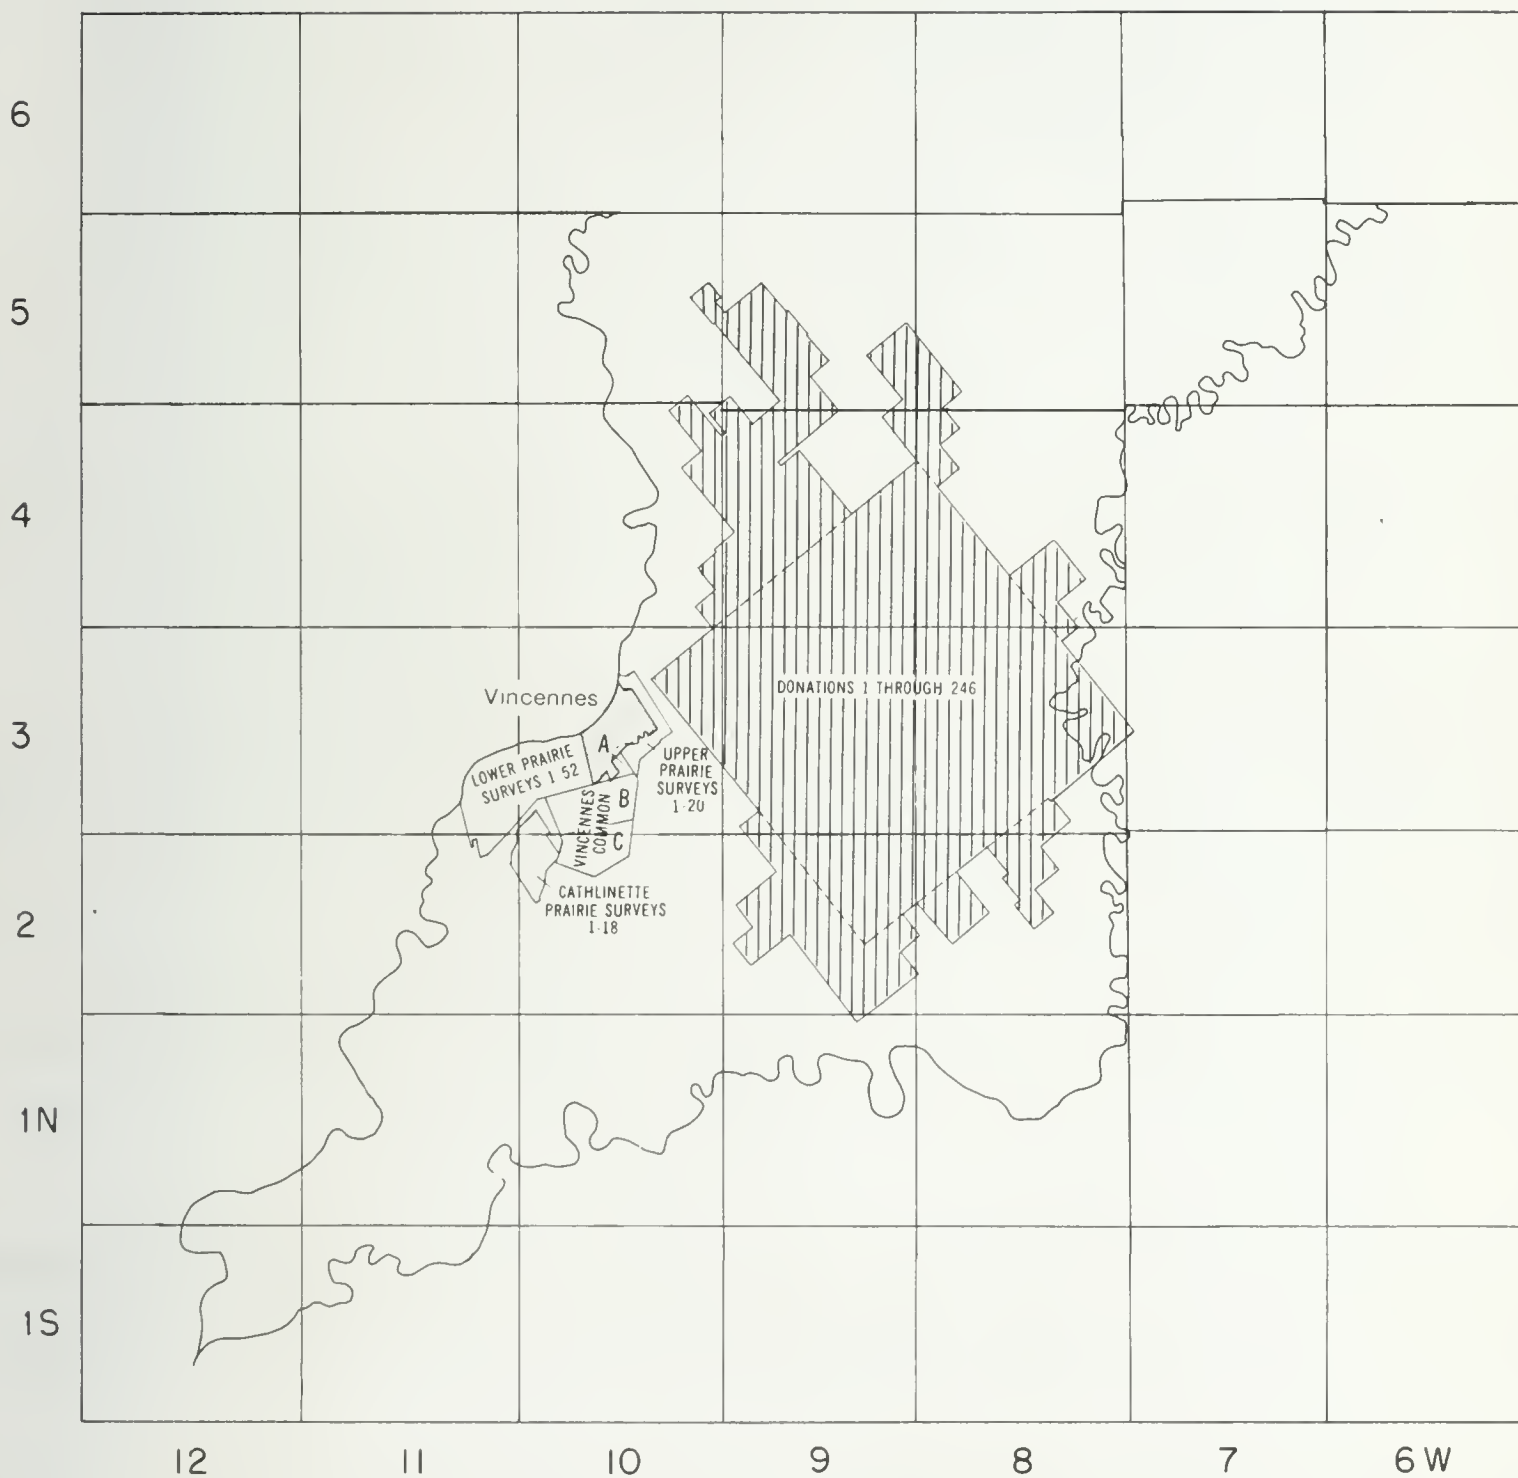 6
5
4
3
2
1N
1S
Vincennes
LOWER PRAIRIE
SURVEYS 1 52
A
B
C
VINCENNES
COMMON
UPPER
PRAIRIE
SURVEYS
1-20
CATHLINETTE
PRAIRIE SURVEYS
1-18
DONATIONS 1 THROUGH 246
12 11 10 9 8 7 6 W